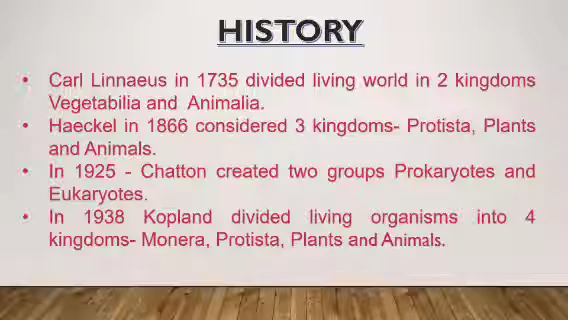 HISTORY
• Carl Linnaeus in 1735 divided living world in 2 kingdoms
Vegetabilia and Animalia.
• Haeckel in 1866 considered 3 kingdoms- Protista, Plants
and Animals.
• In 1925 - Chatton created two groups Prokaryotes and
Eukaryotes.
• In 1938 Kopland divided living organisms into 4
kingdoms- Monera, Protista, Plants and Animals.